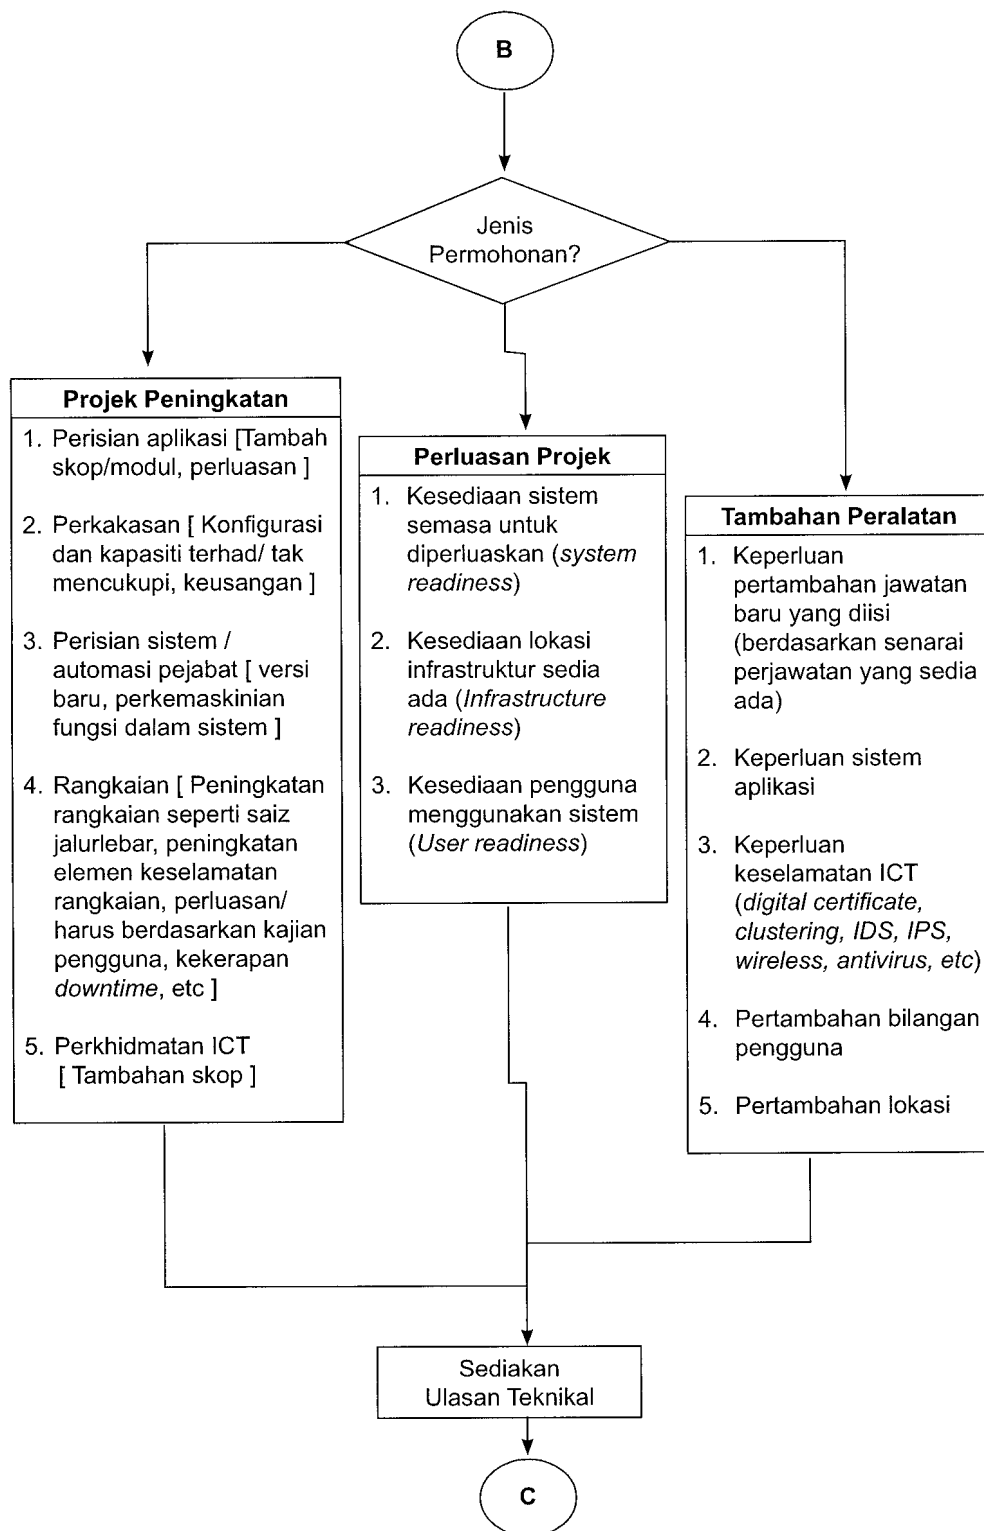 B
Jenis
Permohonan?
Projek Peningkatan
1. Perisian aplikasi [Tambah
skop/modul, perluasan ]
2. Perkakasan [ Konfigurasi
dan kapasiti terhad/ tak
mencukupi, keusangan ]
3. Perisian sistem /
automasi pejabat [ versi
baru, perkemaskinian
fungsi dalam sistem ]
4. Rangkaian [ Peningkatan
rangkaian seperti saiz
jalurlebar, peningkatan
elemen keselamatan
rangkaian, perluasan/
harus berdasarkan kajian
pengguna, kekerapan
downtime, etc ]
5. Perkhidmatan ICT
[ Tambahan skop ]
Perluasan Projek
1. Kesediaan sistem
semasa untuk
diperluaskan (system
readiness)
2. Kesediaan lokasi
infrastruktur sedia
ada (Infrastructure
readiness)
3. Kesediaan pengguna
menggunakan sistem
(User readiness)
Tambahan Peralatan
1. Keperluan
pertambahan jawatan
baru yang diisi
(berdasarkan senarai
perjawatan yang sedia
ada)
2. Keperluan sistem
aplikasi
3. Keperluan
keselamatan ICT
(digital certificate,
clustering, IDS, IPS,
wireless, antivirus, etc)
4. Pertambahan bilangan
pengguna
5. Pertambahan lokasi
Sediakan
Ulasan Teknikal
C